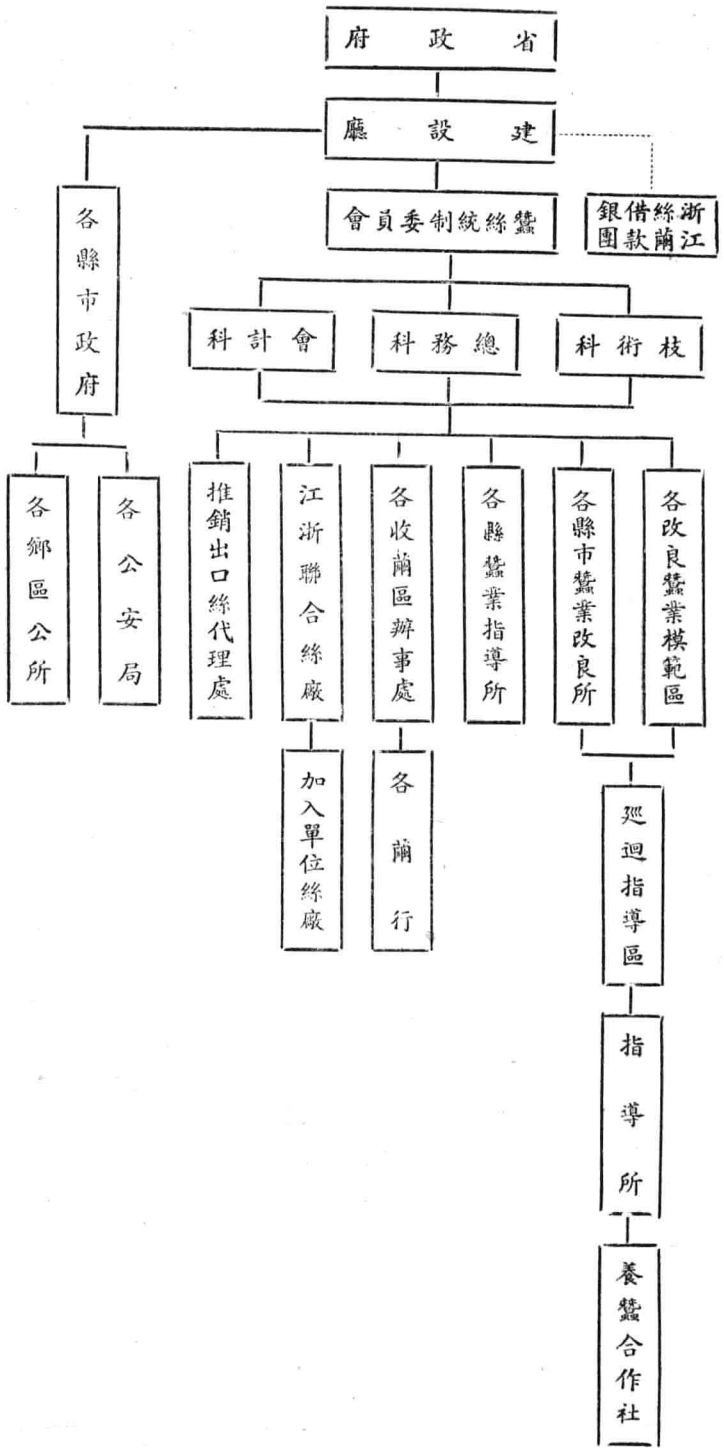 省政府
建設廳
浙江
絲繭
借款
銀團
蠶絲統制委員會
各縣市政府
技術科
總務科
會計科
各改良蠶業模範區
各縣市蠶業改良所
各縣蠶業指導所
各收繭區辦事處
江浙聯合絲廠
推銷出口絲代理處
各公安局
各鄉區公所
廵迴指導區
各繭行
加入單位絲廠
指導所
養蠶合作社